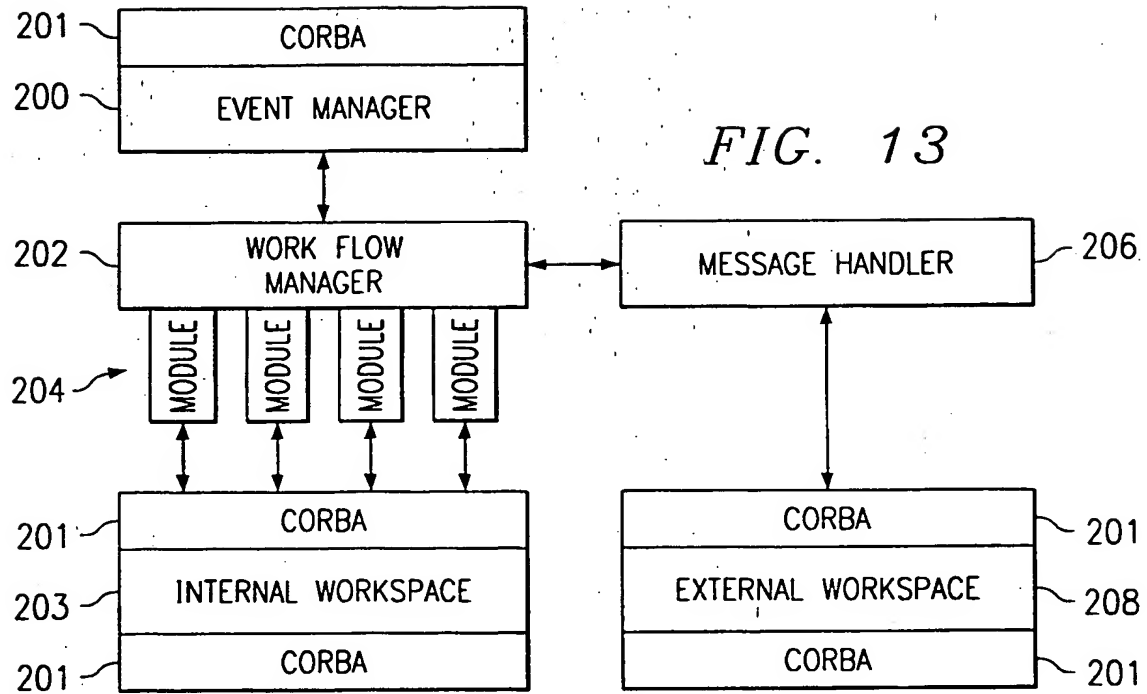 201
CORBA
200
EVENT MANAGER
FIG. 13
202
WORK FLOW
MANAGER
MESSAGE HANDLER
206
204
MODULE
MODULE
MODULE
MODULE
201
CORBA
203
INTERNAL WORKSPACE
201
CORBA
CORBA
201
EXTERNAL WORKSPACE
208
CORBA
201